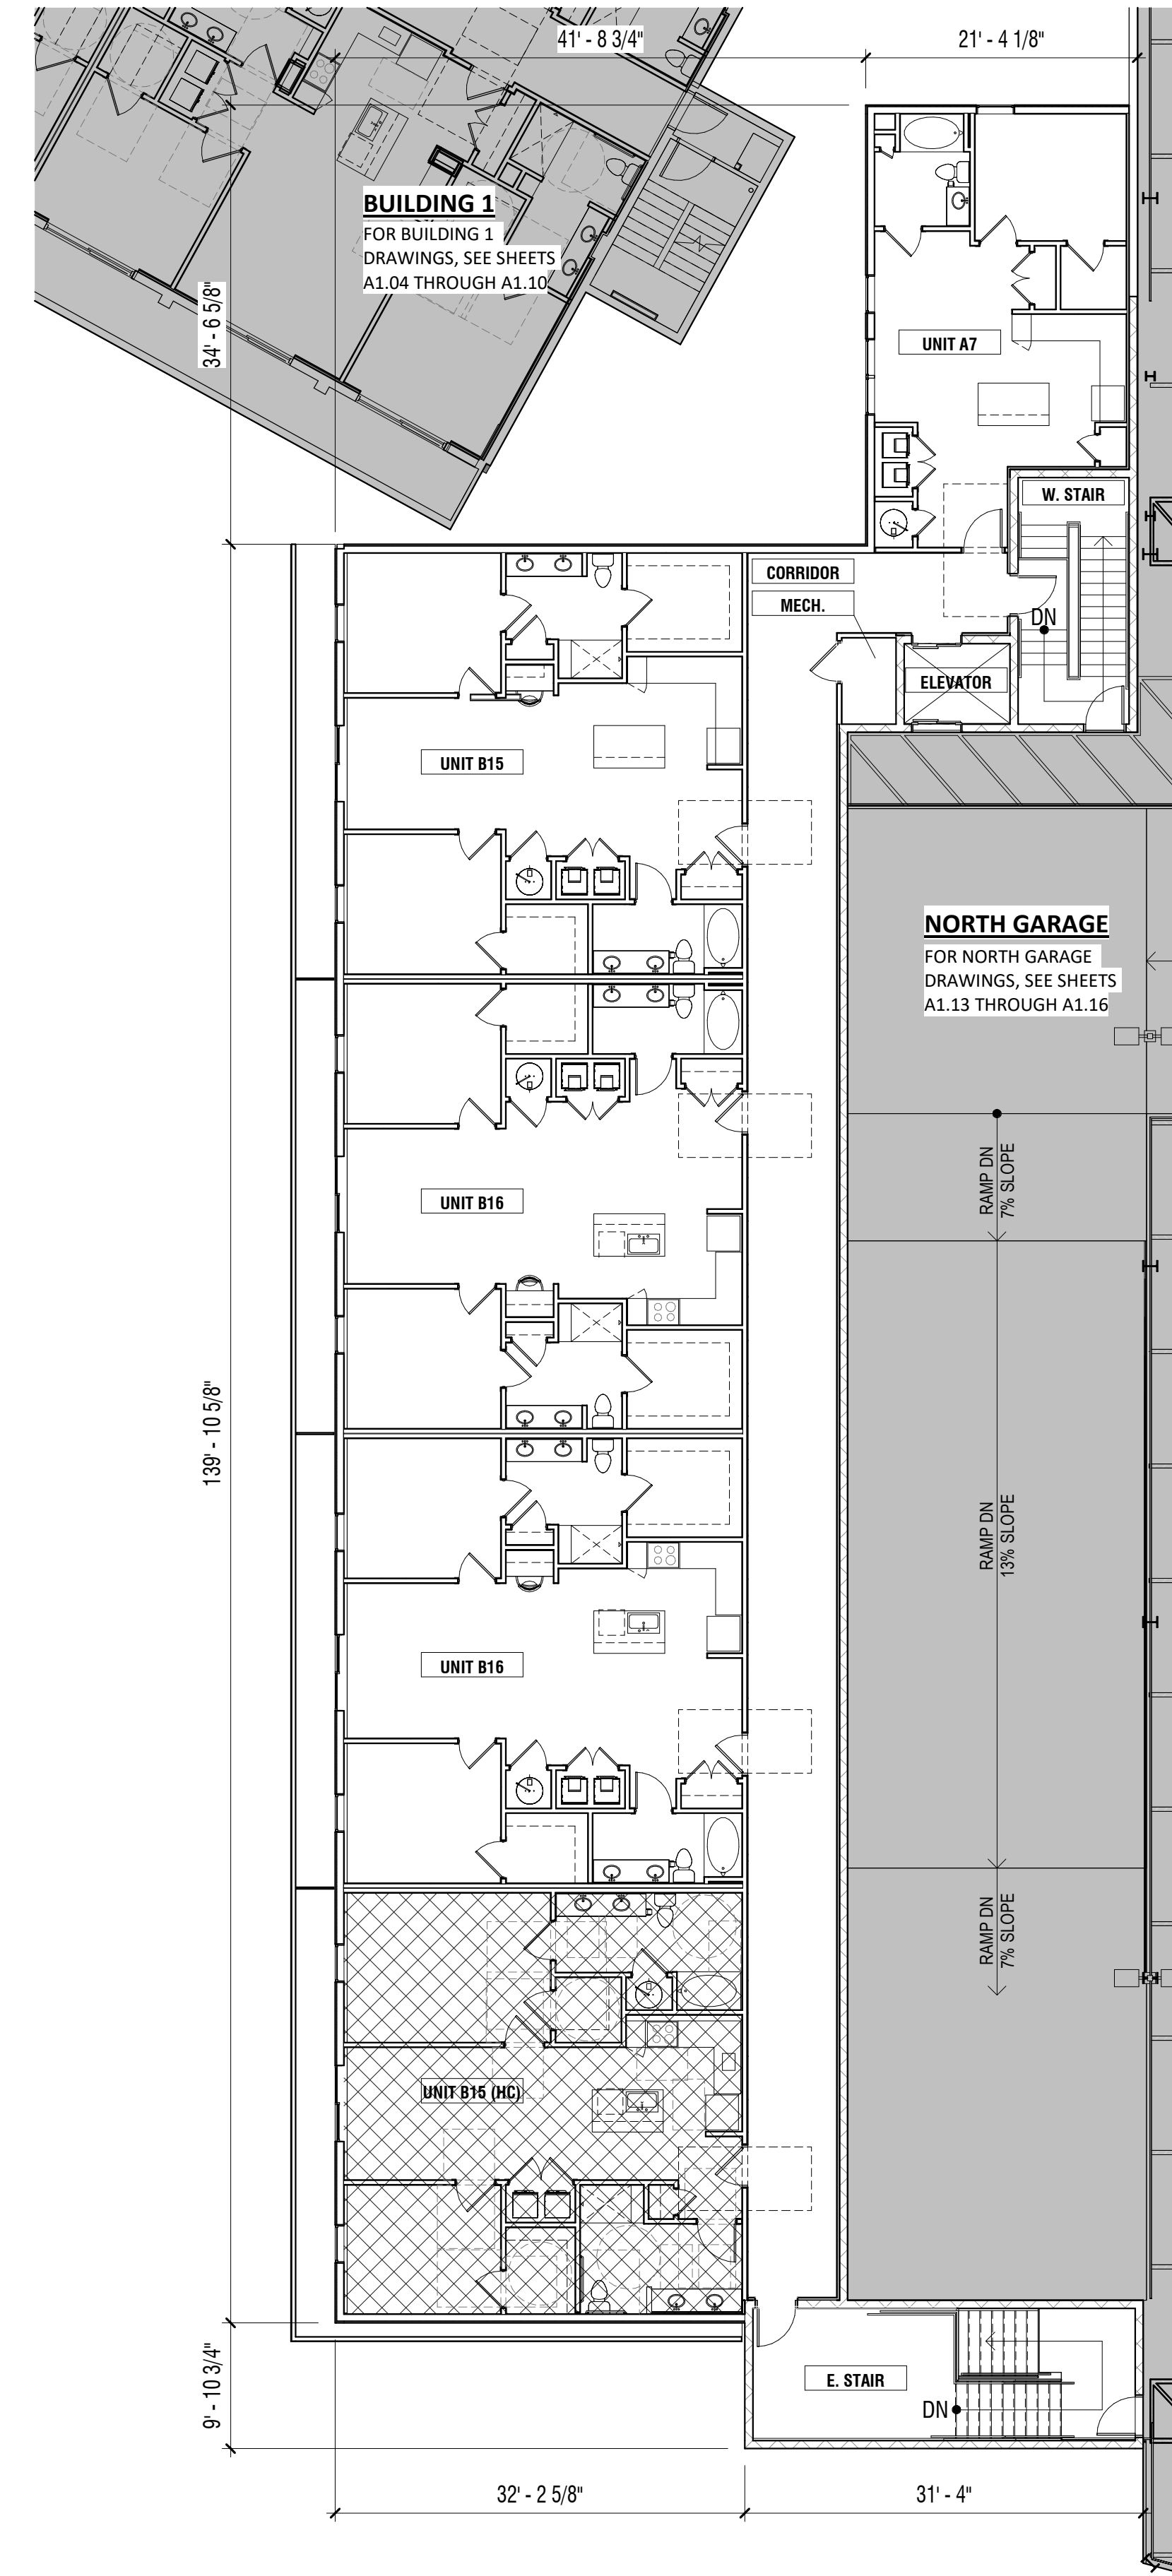 41' - 8 3/4"
21' - 4 1/8"
BUILDING 1
FOR BUILDING 1
DRAWINGS, SEE SHEETS
A1.04 THROUGH A1.10
34' - 6 5/8"
UNIT A7
W. STAIR
CORRIDOR
MECH.
DN
ELEVATOR
UNIT B15
NORTH GARAGE
FOR NORTH GARAGE
DRAWINGS, SEE SHEETS
A1.13 THROUGH A1.16
RAMP DN
7% SLOPE
UNIT B16
139' - 10 5/8"
RAMP DN
13% SLOPE
UNIT B16
RAMP DN
7% SLOPE
UNIT B15 (HC)
9' - 10 3/4"
E. STAIR
DN
32' - 2 5/8"
31' - 4"